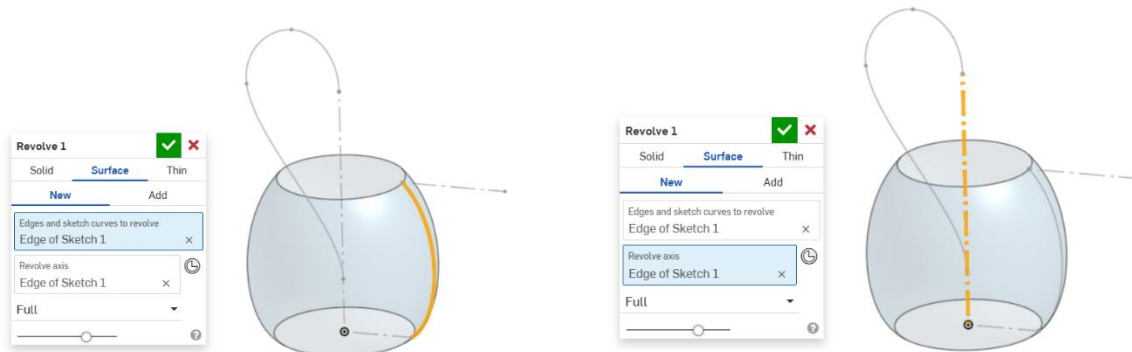 Revolve 1
Solid Surface Thin
New Add
Edges and sketch curves to revolve
Edge of Sketch 1
Revolve axis
Edge of Sketch 1
Full
Revolve 1
Solid Surface Thin
New Add
Edges and sketch curves to revolve
Edge of Sketch 1
Revolve axis
Edge of Sketch 1
Full